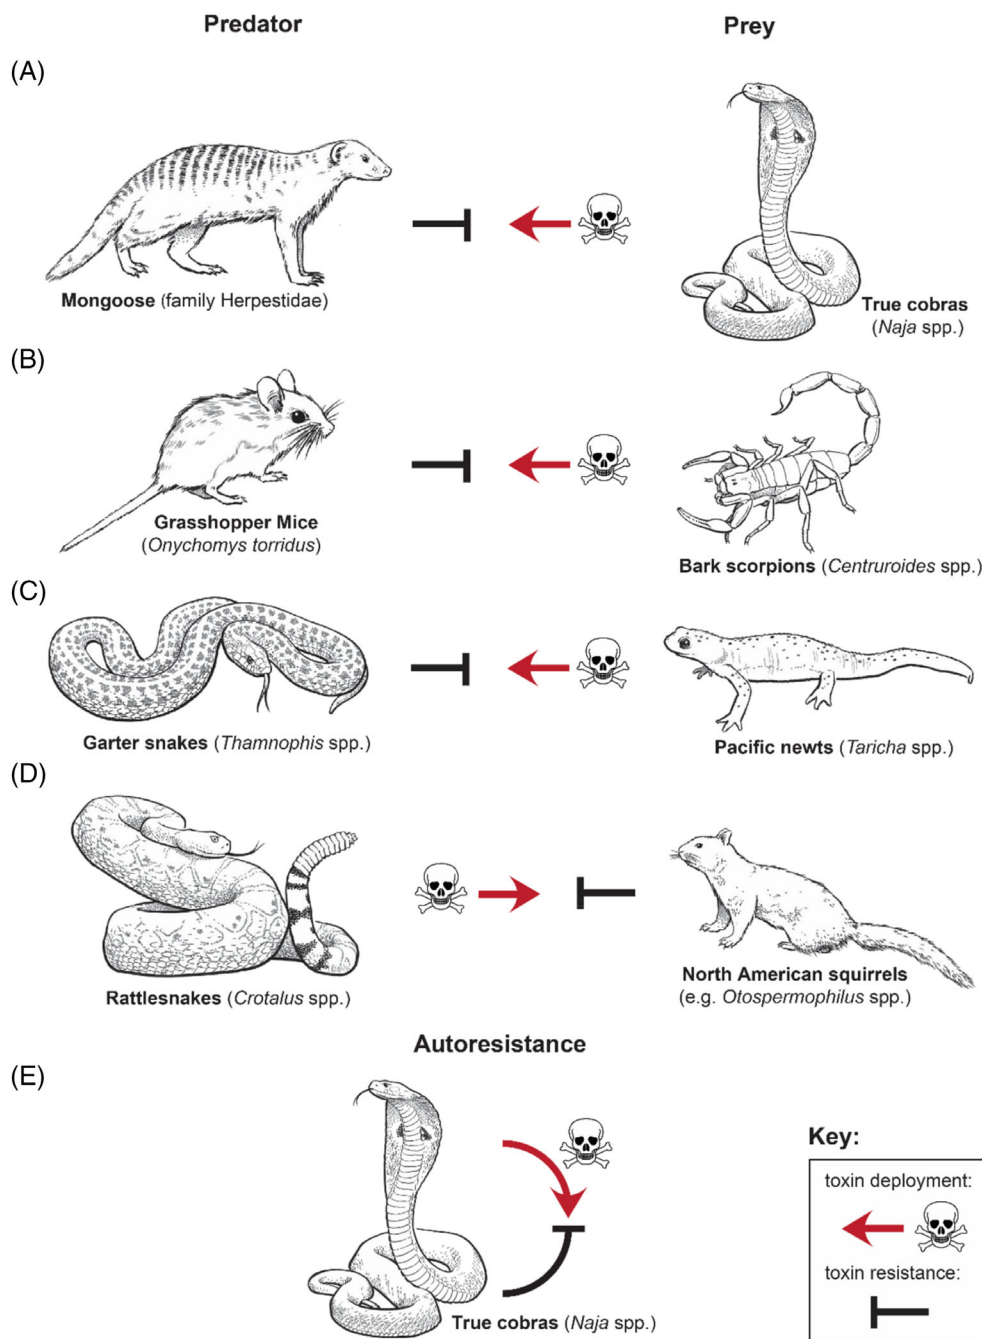 Predator
Prey
(A)
Mongoose (family Herpestidae)
True cobras
(Naja spp.)
(B)
Grasshopper Mice
(Onychomys torridus)
Bark scorpions (Centruroides spp.)
(C)
Garter snakes (Thamnophis spp.)
Pacific newts (Taricha spp.)
(D)
Rattlesnakes (Crotalus spp.)
North American squirrels
(e.g. Otospermophilus spp.)
Autoresistance
(E)
True cobras (Naja spp.)
Key:
toxin deployment:
toxin resistance: